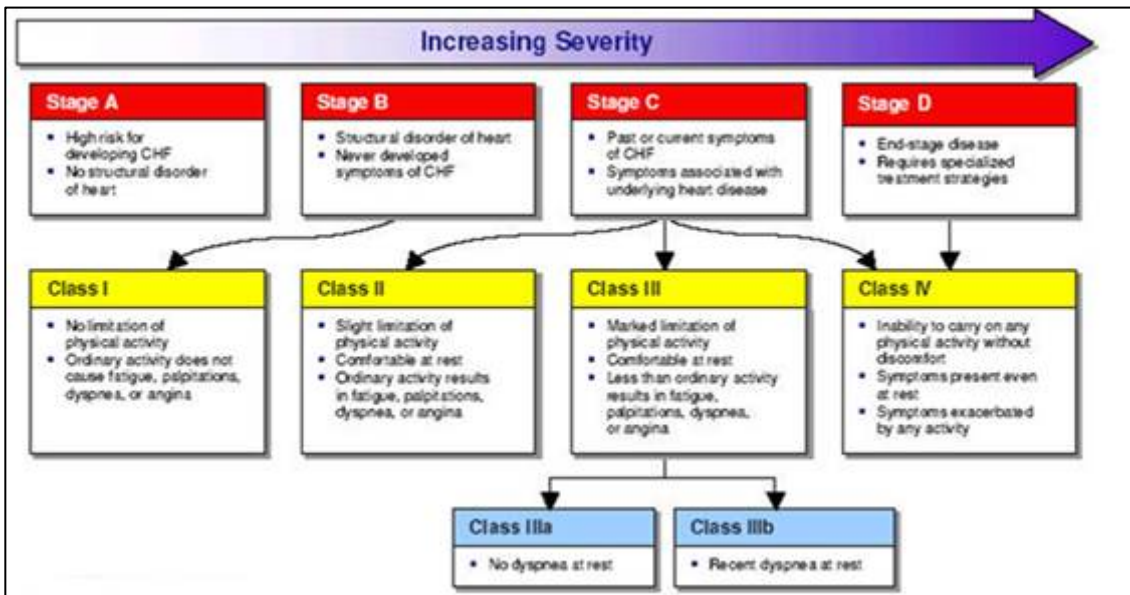 Increasing Severity
Stage A
• High risk for
developing CHF
• No structural disorder
of heart
Stage B
• Structural disorder of heart
• Never developed
symptoms of CHF
Stage C
• Past or current symptoms
of CHF
• Symptoms associated with
underlying heart disease
Stage D
• End-stage disease
• Requires specialized
treatment strategies
Class I
• No limitation of
physical activity
• Ordinary activity does not
cause fatigue, palpitations,
dyspnea, or angina
Class II
• Slight limitation of
physical activity
• Comfortable at rest
• Ordinary activity results
in fatigue, palpitations,
dyspnea, or angina
Class III
• Marked limitation of
physical activity
• Comfortable at rest
• Less than ordinary activity
results in fatigue,
palpitations, dyspnea,
or angina
Class IV
• Inability to carry on any
physical activity without
discomfort
• Symptoms present even
at rest
• Symptoms exacerbated
by any activity
Class IIIa
• No dyspnea at rest
Class IIIb
• Recent dyspnea at rest